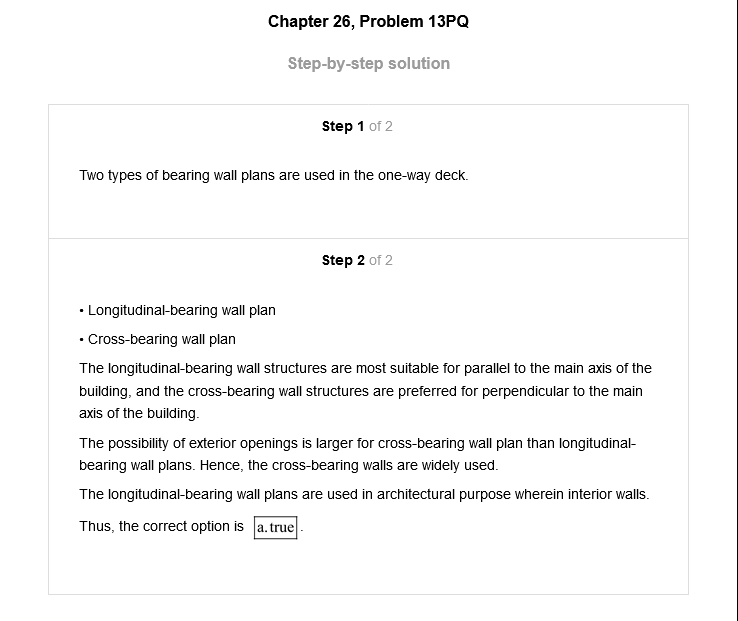 Chapter 26, Problem 13PQ
Step-by-step solution
Step 1 of 2
Two types of bearing wall plans are used in the one-way deck.
Step 2 of 2
• Longitudinal-bearing wall plan
• Cross-bearing wall plan
The longitudinal-bearing wall structures are most suitable for parallel to the main axis of the
building, and the cross-bearing wall structures are preferred for perpendicular to the main
axis of the building.
The possibility of exterior openings is larger for cross-bearing wall plan than longitudinal-
bearing wall plans. Hence, the cross-bearing walls are widely used.
The longitudinal-bearing wall plans are used in architectural purpose wherein interior walls.
Thus, the correct option is a. true.